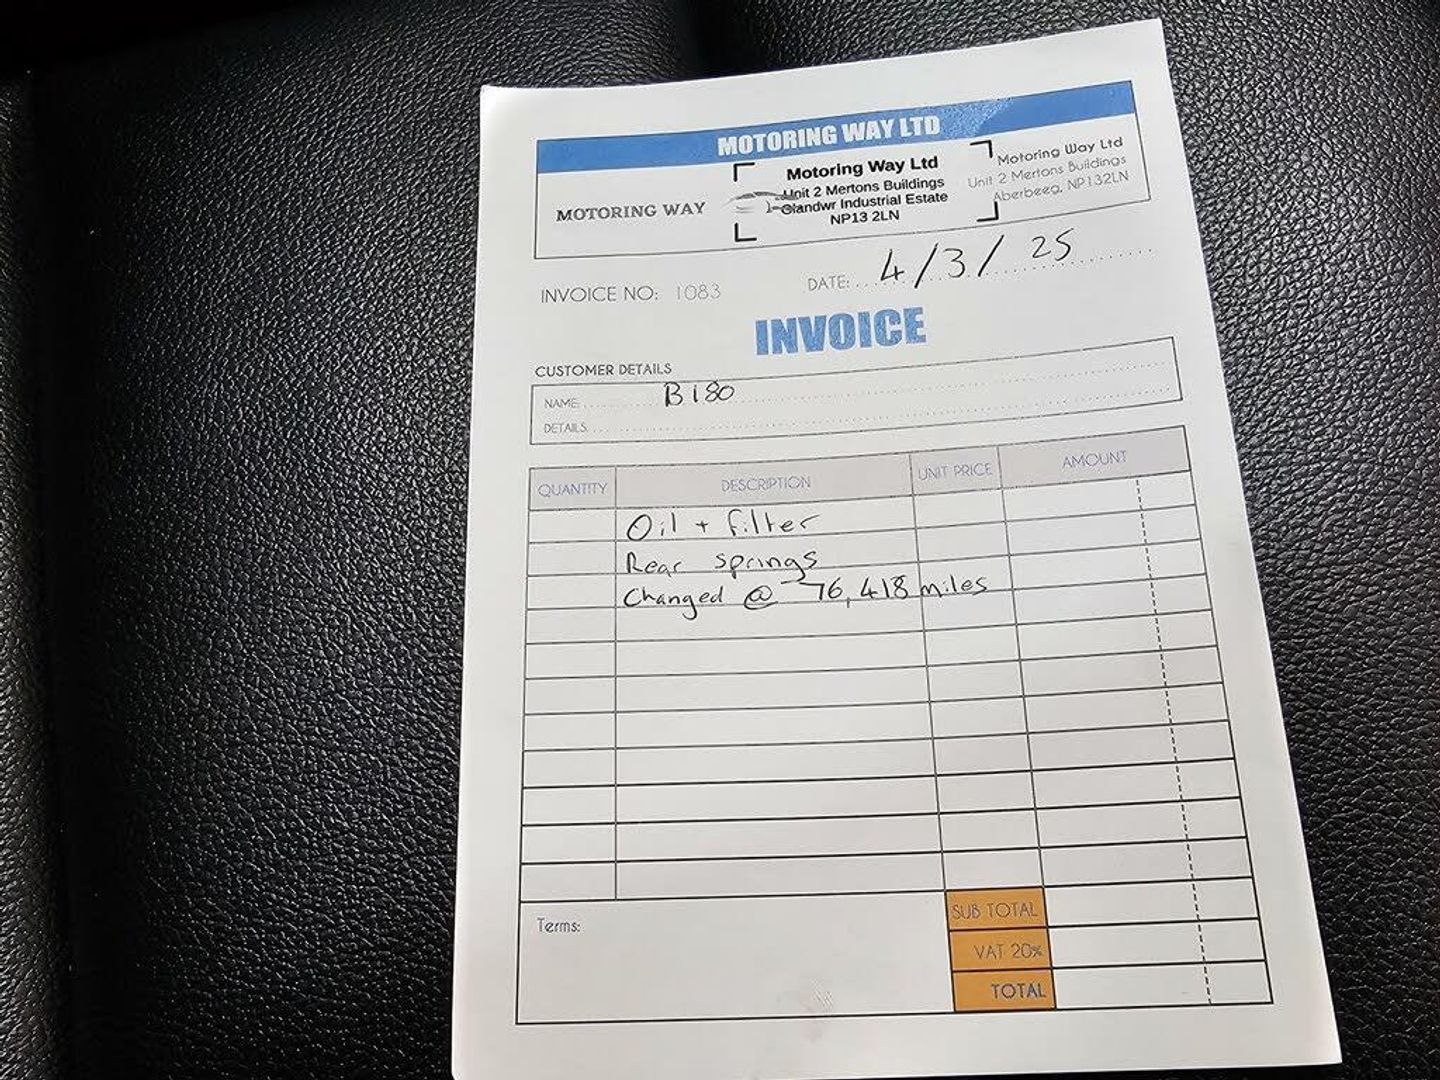 MOTORING WAY LTD
MOTORING WAY
Motoring Way Ltd
Unit 2 Mertons Buildings
Glandwr Industrial Estate
NP13 2LN
Motoring Way Ltd
Unit 2 Mertons Buildings
Aberbeeg, NP132LN
INVOICE NO: 1083
DATE: 4/3/25
INVOICE
CUSTOMER DETAILS
NAME: B180
DETAILS
QUANTITY DESCRIPTION UNIT PRICE AMOUNT
Oil + filter
Rear springs
Changed @ 76,418 miles
Terms:
SUB TOTAL
VAT 20%
TOTAL